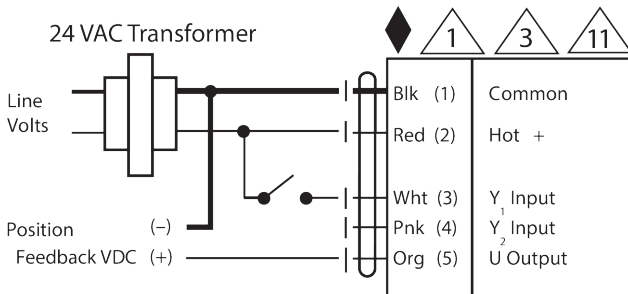 24 VAC Transformer
1 3 11
Line
Volts
Blk (1) Common
Red (2) Hot +
Wht (3) Y1 Input
Pnk (4) Y2 Input
Org (5) U Output
Position (–)
Feedback VDC (+)